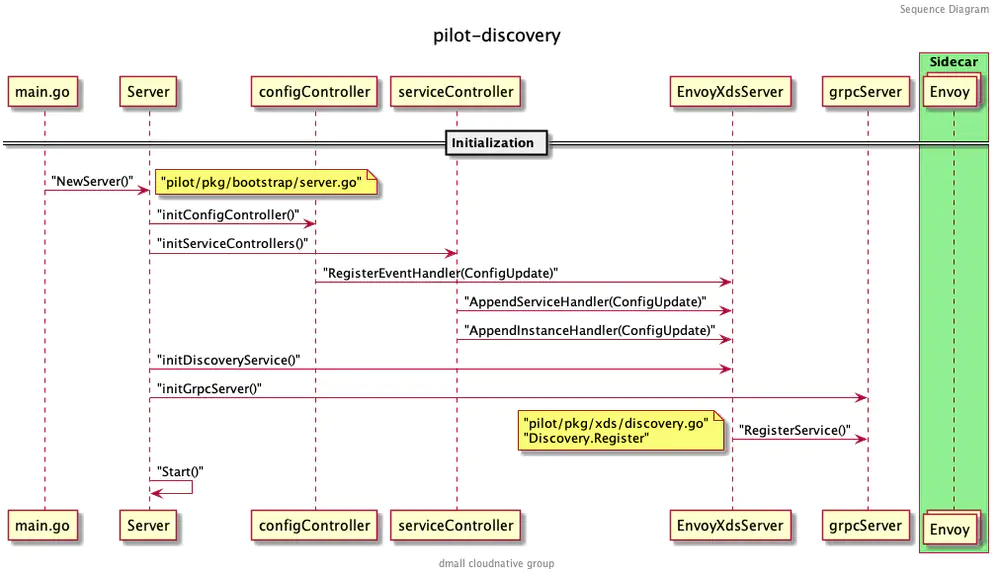 Sequence Diagram
pilot-discovery
Sidecar
main.go
Server
configController
serviceController
EnvoyXdsServer
grpcServer
Envoy
Initialization
"NewServer()"
"pilot/pkg/bootstrap/server.go"
"initConfigController()"
"initServiceControllers()"
"RegisterEventHandler(ConfigUpdate)"
"AppendServiceHandler(ConfigUpdate)"
"AppendInstanceHandler(ConfigUpdate)"
"initDiscoveryService()"
"initGrpcServer()"
"pilot/pkg/xds/discovery.go"
"Discovery.Register"
"RegisterService()"
"Start()"
main.go
Server
configController
serviceController
EnvoyXdsServer
grpcServer
Envoy
dmall cloudnative group